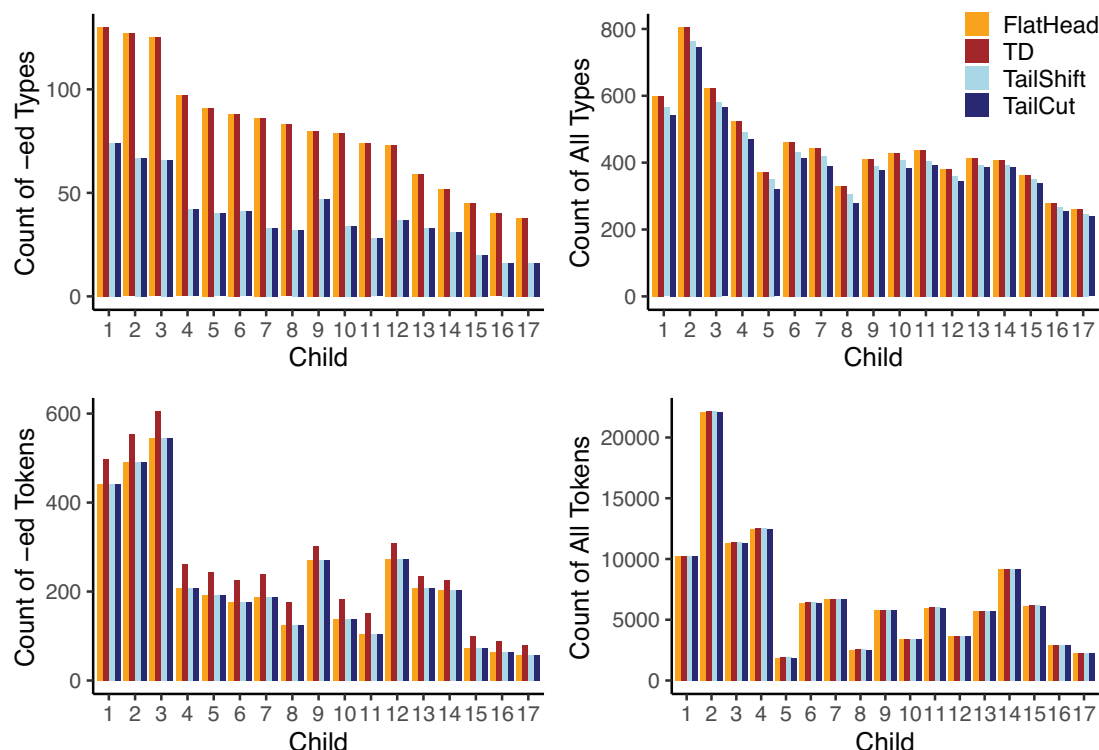 Count of −ed Types
100
50
0
1 2 3 4 5 6 7 8 9 10 11 12 13 14 15 16 17
Child
Count of All Types
800
600
400
200
0
1 2 3 4 5 6 7 8 9 10 11 12 13 14 15 16 17
Child
FlatHead
TD
TailShift
TailCut
Count of −ed Tokens
600
400
200
0
1 2 3 4 5 6 7 8 9 10 11 12 13 14 15 16 17
Child
Count of All Tokens
20000
15000
10000
5000
0
1 2 3 4 5 6 7 8 9 10 11 12 13 14 15 16 17
Child